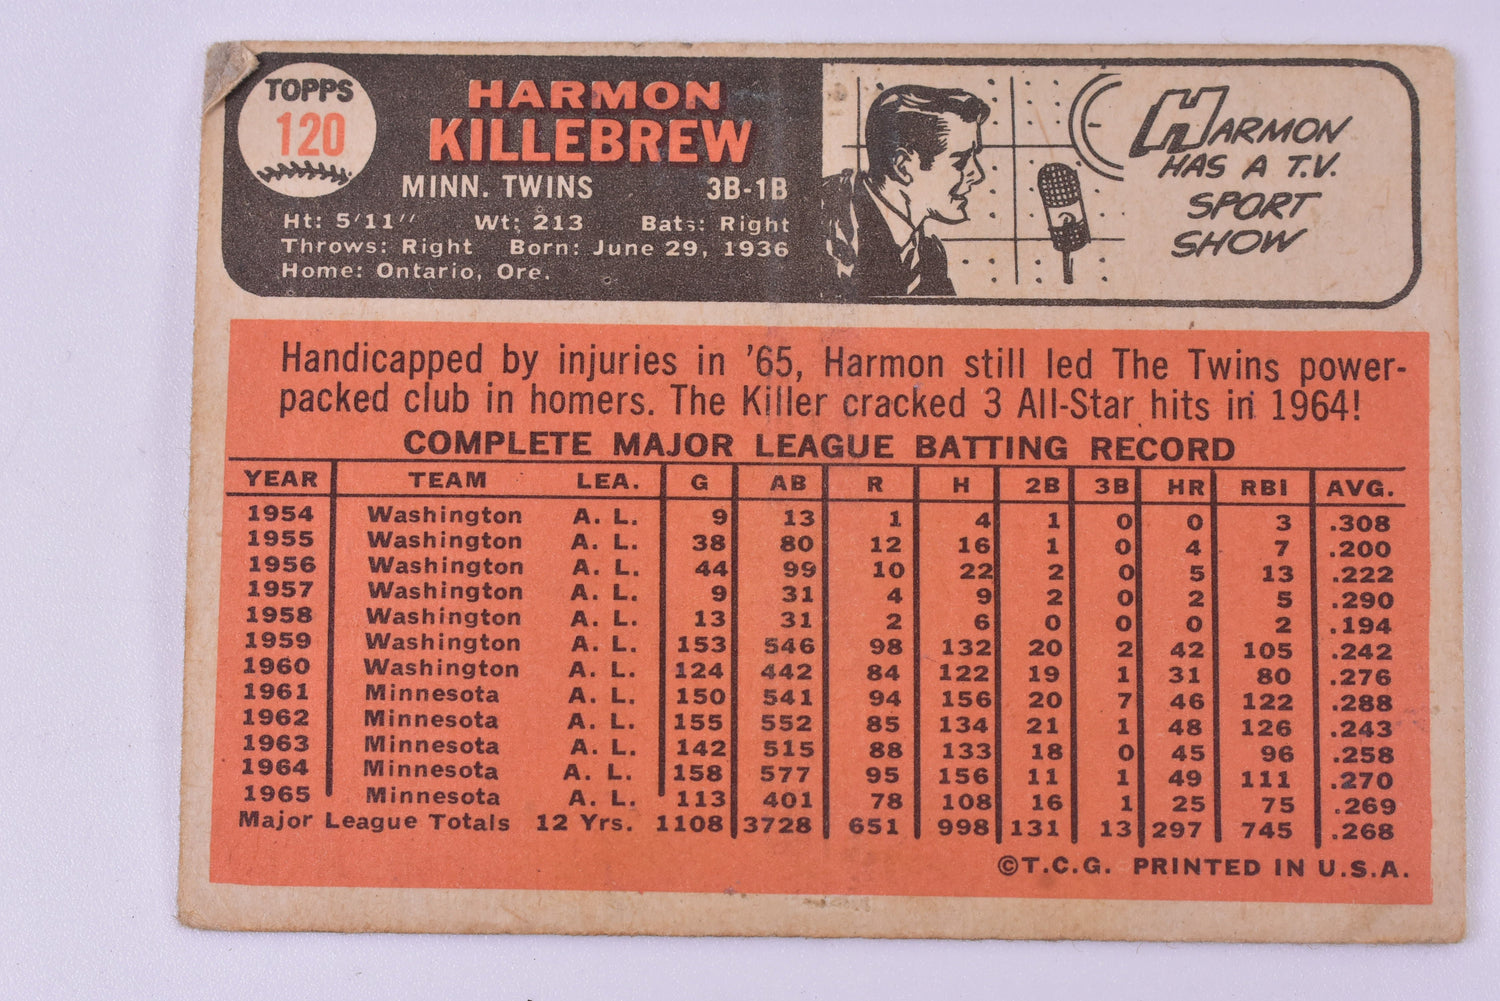 TOPPS
120
HARMON
KILLEBREW
MINN. TWINS 3B-1B
Ht: 5'11" Wt: 213 Bats: Right
Throws: Right Born: June 29, 1936
Home: Ontario, Ore.
HARMON
HAS A T.V.
SPORT
SHOW
Handicapped by injuries in '65, Harmon still led The Twins power-
packed club in homers. The Killer cracked 3 All-Star hits in 1964!
COMPLETE MAJOR LEAGUE BATTING RECORD
YEAR TEAM LEA. G AB R H 2B 3B HR RBI AVG.
1954 Washington A. L. 9 13 1 4 1 0 0 3 .308
1955 Washington A. L. 38 80 12 16 1 0 4 7 .200
1956 Washington A. L. 44 99 10 22 2 0 5 13 .222
1957 Washington A. L. 9 31 4 9 2 0 2 5 .290
1958 Washington A. L. 13 31 2 6 0 0 0 2 .194
1959 Washington A. L. 153 546 98 132 20 2 42 105 .242
1960 Washington A. L. 124 442 84 122 19 1 31 80 .276
1961 Minnesota A. L. 150 541 94 156 20 7 46 122 .288
1962 Minnesota A. L. 155 552 85 134 21 1 48 126 .243
1963 Minnesota A. L. 142 515 88 133 18 0 45 96 .258
1964 Minnesota A. L. 158 577 95 156 11 1 49 111 .270
1965 Minnesota A. L. 113 401 78 108 16 1 25 75 .269
Major League Totals 12 Yrs. 1108 3728 651 998 131 13 297 745 .268
©T.C.G. PRINTED IN U.S.A.